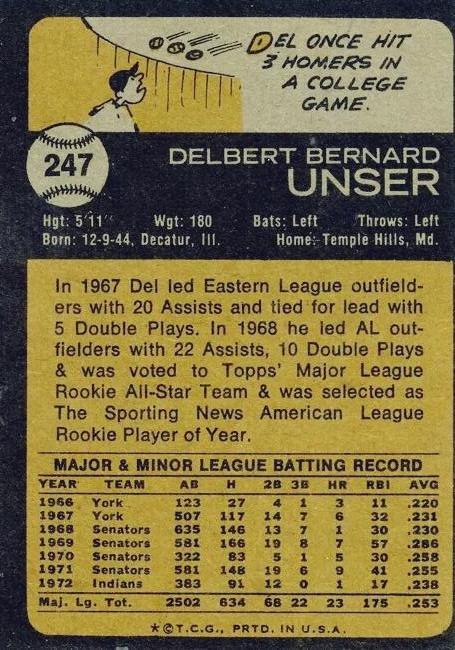 DEL ONCE HIT
3 HOMERS IN
A COLLEGE
GAME.
247
DELBERT BERNARD
UNSER
Hgt: 5'11" Wgt: 180 Bats: Left Throws: Left
Born: 12-9-44, Decatur, Ill. Home: Temple Hills, Md.
In 1967 Del led Eastern League outfield-
ers with 20 Assists and tied for lead with
5 Double Plays. In 1968 he led AL out-
fielders with 22 Assists, 10 Double Plays
& was voted to Topps' Major League
Rookie All-Star Team & was selected as
The Sporting News American League
Rookie Player of Year.
MAJOR & MINOR LEAGUE BATTING RECORD
YEAR TEAM AB H 2B 3B HR RBI AVG
1966 York 123 27 4 1 3 11 .220
1967 York 507 117 14 7 6 32 .231
1968 Senators 635 146 13 7 1 30 .230
1969 Senators 581 166 19 8 7 57 .286
1970 Senators 322 83 5 1 5 30 .258
1971 Senators 581 148 19 6 9 41 .255
1972 Indians 383 91 12 0 1 17 .238
Maj. Lg. Tot. 2502 634 68 22 23 175 .253
*©T.C.G., PRTD. IN U.S.A.